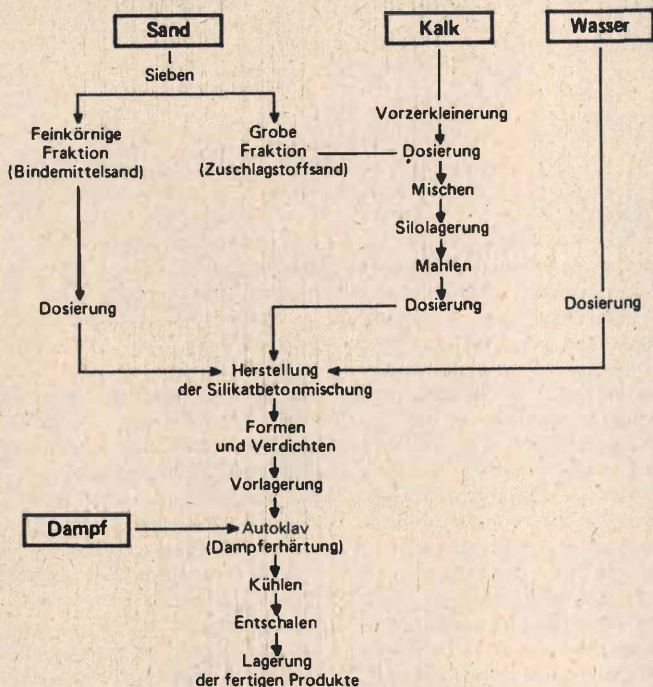 Sand
Kalk
Wasser
Sieben
Vorzerkleinerung
Feinkörnige
Fraktion
(Bindemittelsand)
Grobe
Fraktion
(Zuschlagstoffsand)
Dosierung
Mischen
Silolagerung
Mahlen
Dosierung
Dosierung
Dosierung
Herstellung
der Silikatbetonmischung
Formen
und Verdichten
Vorlagerung
Dampf
Autoklav
(Dampferhärtung)
Kühlen
Entschalen
Lagerung
der fertigen Produkte